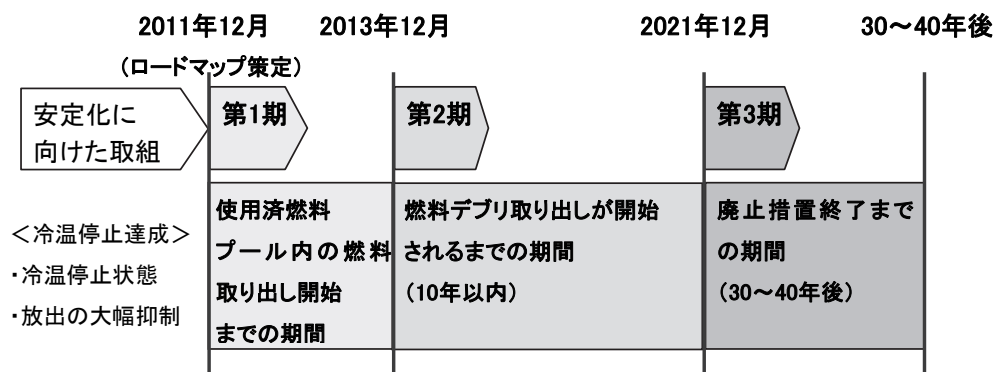 2011年12月
2013年12月
2021年12月
30～40年後
(ロードマップ策定)
安定化に
向けた取組
第1期
第2期
第3期
＜冷温停止達成＞
・冷温停止状態
・放出の大幅抑制
使用済燃料
プール内の燃料
取り出し開始
までの期間
燃料デブリ取り出しが開始
されるまでの期間
(10年以内)
廃止措置終了まで
の期間
(30～40年後)